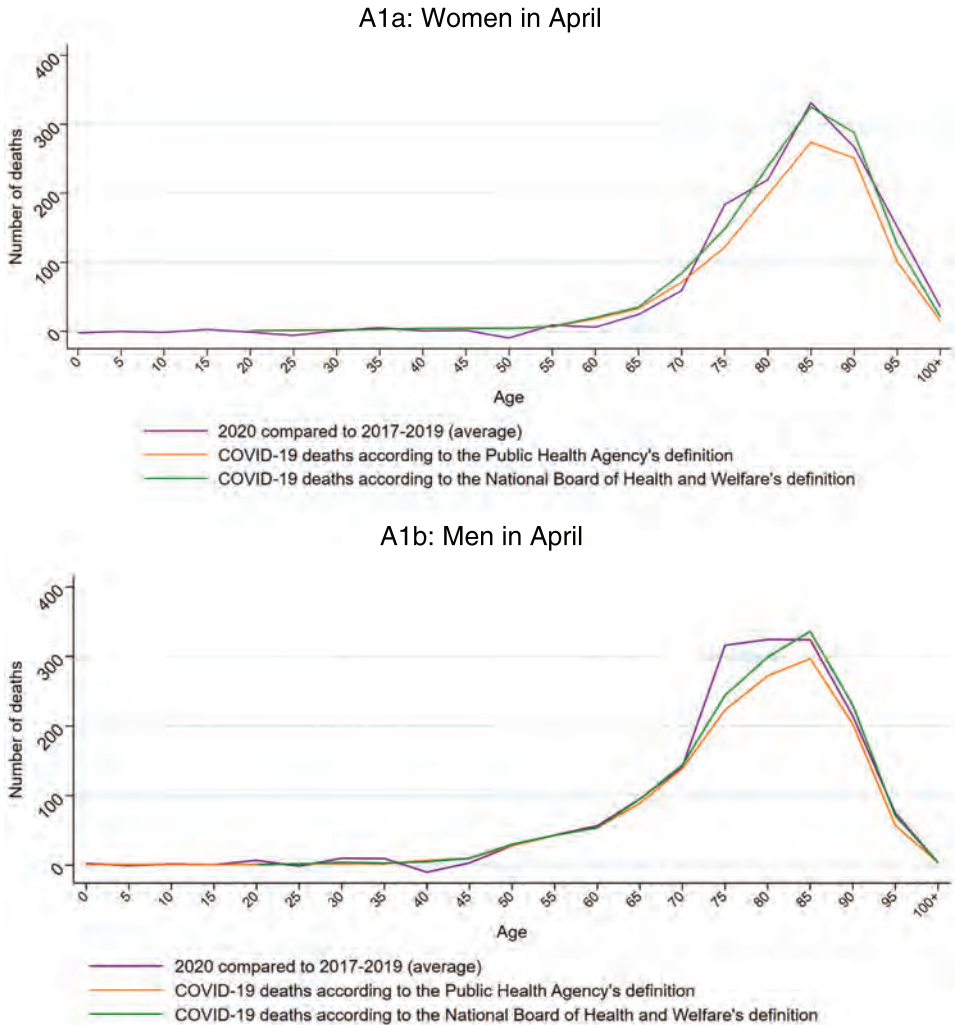 A1a: Women in April
400
300
200
100
0
Number of deaths
0 5 10 15 20 25 30 35 40 45 50 55 60 65 70 75 80 85 90 95 100+
Age
2020 compared to 2017-2019 (average)
COVID-19 deaths according to the Public Health Agency's definition
COVID-19 deaths according to the National Board of Health and Welfare's definition
A1b: Men in April
400
300
200
100
0
Number of deaths
0 5 10 15 20 25 30 35 40 45 50 55 60 65 70 75 80 85 90 95 100+
Age
2020 compared to 2017-2019 (average)
COVID-19 deaths according to the Public Health Agency's definition
COVID-19 deaths according to the National Board of Health and Welfare's definition